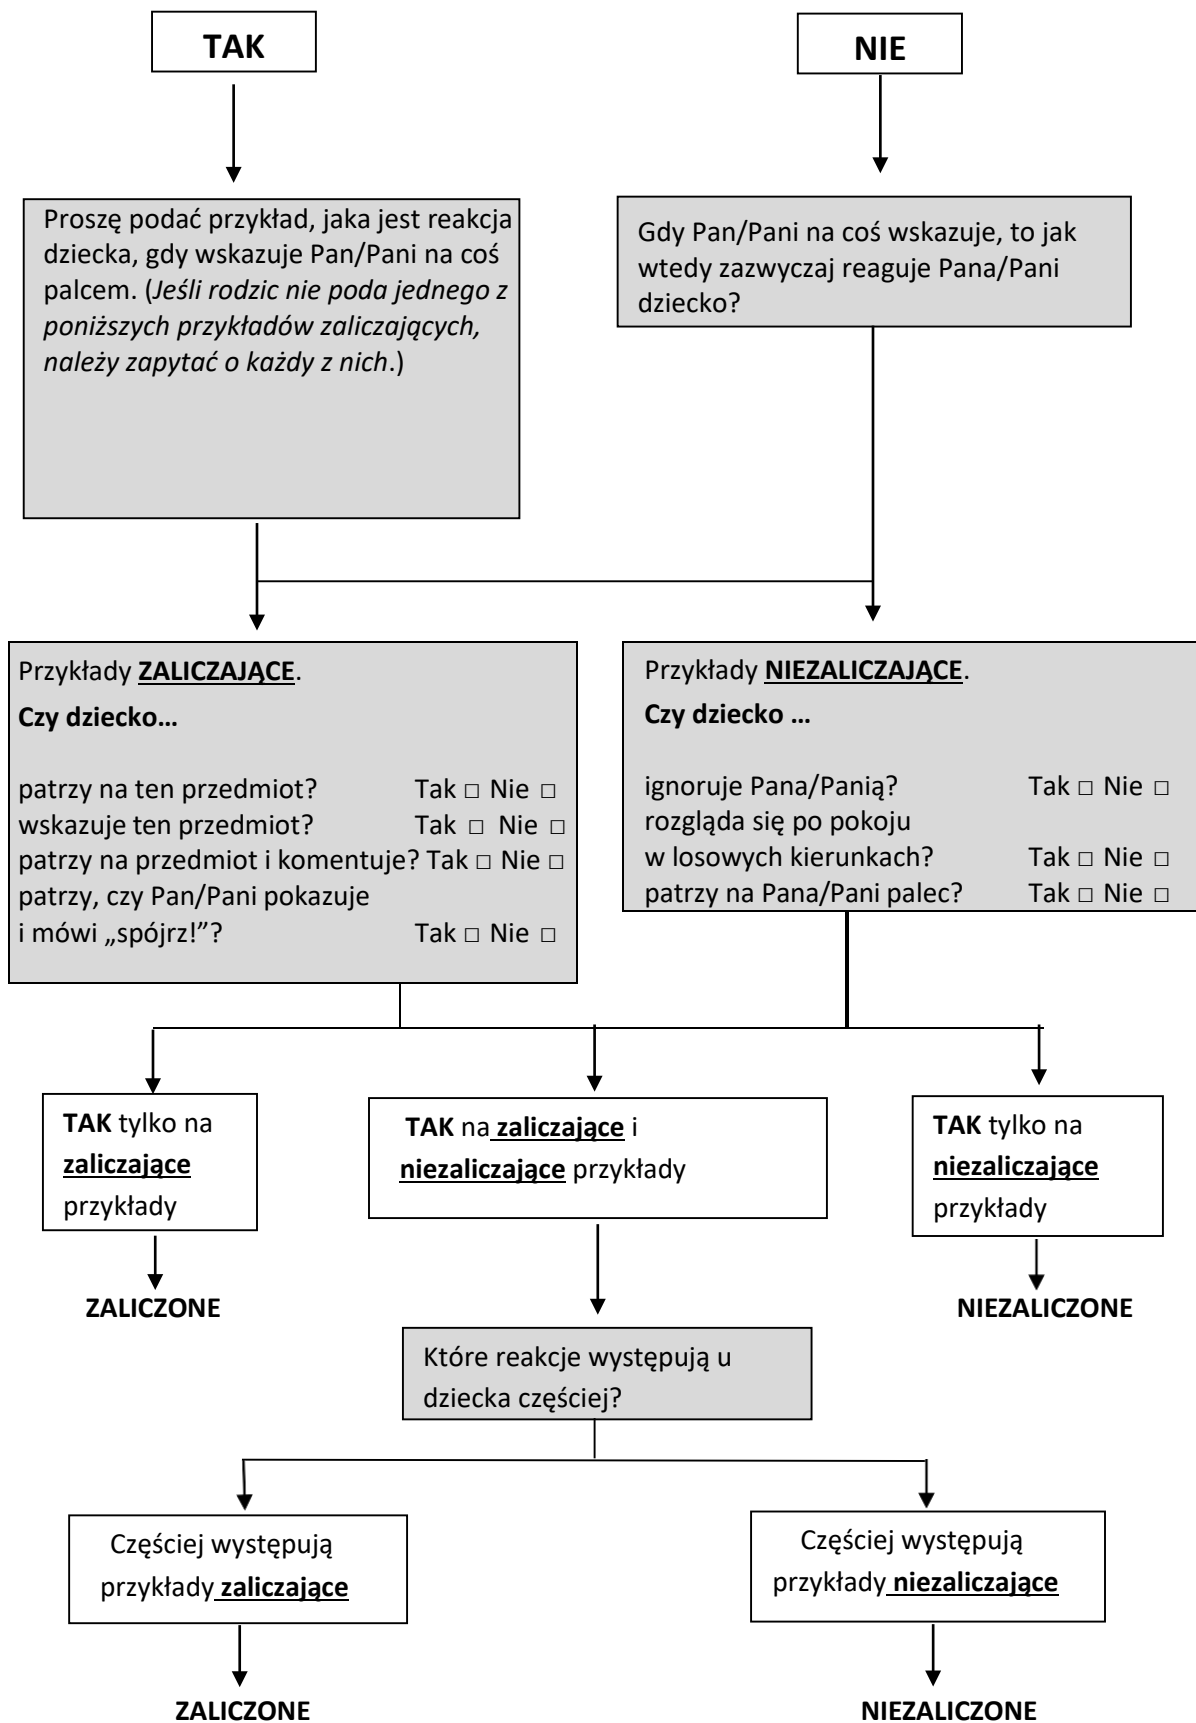 TAK
NIE
Proszę podać przykład, jaka jest reakcja
dziecka, gdy wskazuje Pan/Pani na coś
palcem. (Jeśli rodzic nie poda jednego z
poniższych przykładów zaliczających,
należy zapytać o każdy z nich.)
Gdy Pan/Pani na coś wskazuje, to jak
wtedy zazwyczaj reaguje Pana/Pani
dziecko?
Przykłady ZALICZAJĄCE.
Czy dziecko...
patrzy na ten przedmiot? Tak □ Nie □
wskazuje ten przedmiot? Tak □ Nie □
patrzy na przedmiot i komentuje? Tak □ Nie □
patrzy, czy Pan/Pani pokazuje
i mówi „spójrz!”? Tak □ Nie □
Przykłady NIEZALICZAJĄCE.
Czy dziecko ...
ignoruje Pana/Panią? Tak □ Nie □
rozgląda się po pokoju
w losowych kierunkach? Tak □ Nie □
patrzy na Pana/Pani palec? Tak □ Nie □
TAK tylko na
zaliczające
przykłady
TAK na zaliczające i
niezaliczające przykłady
TAK tylko na
niezaliczające
przykłady
ZALICZONE
NIEZALICZONE
Które reakcje występują u
dziecka częściej?
Częściej występują
przykłady zaliczające
Częściej występują
przykłady niezaliczające
ZALICZONE
NIEZALICZONE